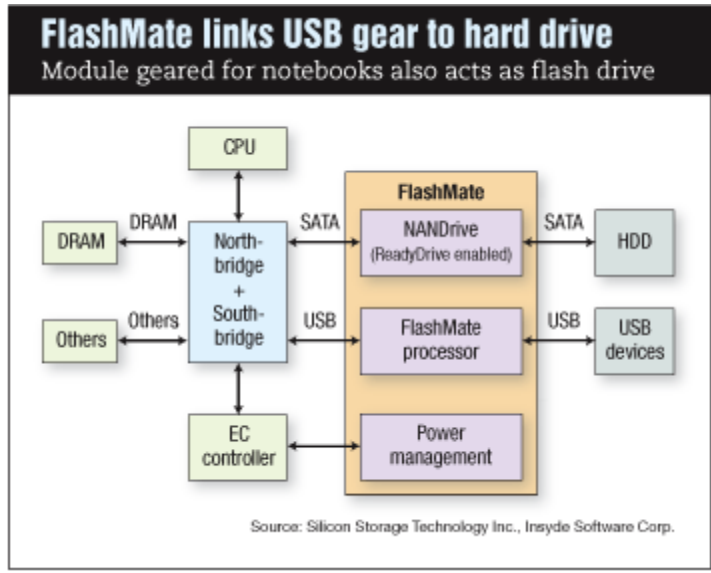 FlashMate links USB gear to hard drive
Module geared for notebooks also acts as flash drive
CPU
FlashMate
DRAM
DRAM
North-
bridge
+
South-
bridge
SATA
NANDrive
(ReadyDrive enabled)
SATA
HDD
Others
Others
USB
FlashMate
processor
USB
USB
devices
EC
controller
Power
management
Source: Silicon Storage Technology Inc., Insyde Software Corp.